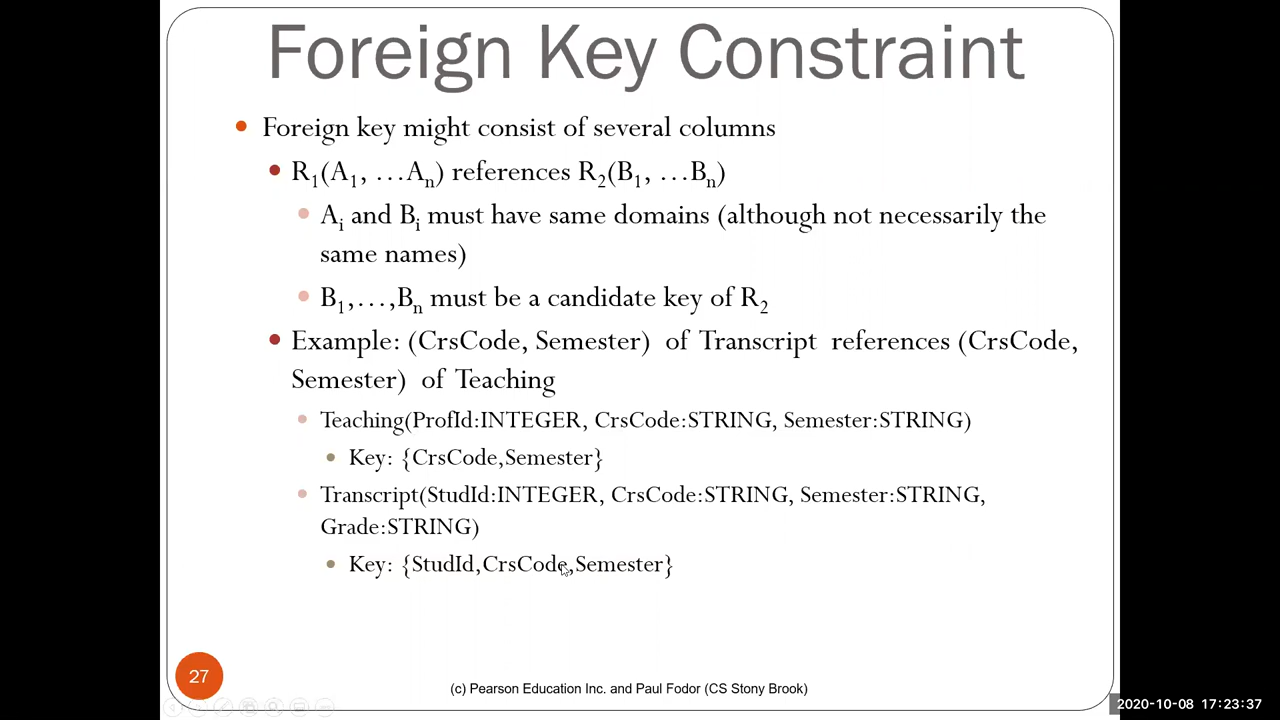 Foreign Key Constraint
Foreign key might consist of several columns
R1(A1, …An) references R2(B1, …Bn)
Ai and Bi must have same domains (although not necessarily the
same names)
B1,…,Bn must be a candidate key of R2
Example: (CrsCode, Semester) of Transcript references (CrsCode,
Semester) of Teaching
Teaching(ProfId:INTEGER, CrsCode:STRING, Semester:STRING)
Key: {CrsCode,Semester}
Transcript(StudId:INTEGER, CrsCode:STRING, Semester:STRING,
Grade:STRING)
Key: {StudId,CrsCode,Semester}
27
(c) Pearson Education Inc. and Paul Fodor (CS Stony Brook)
2020-10-08 17:23:37